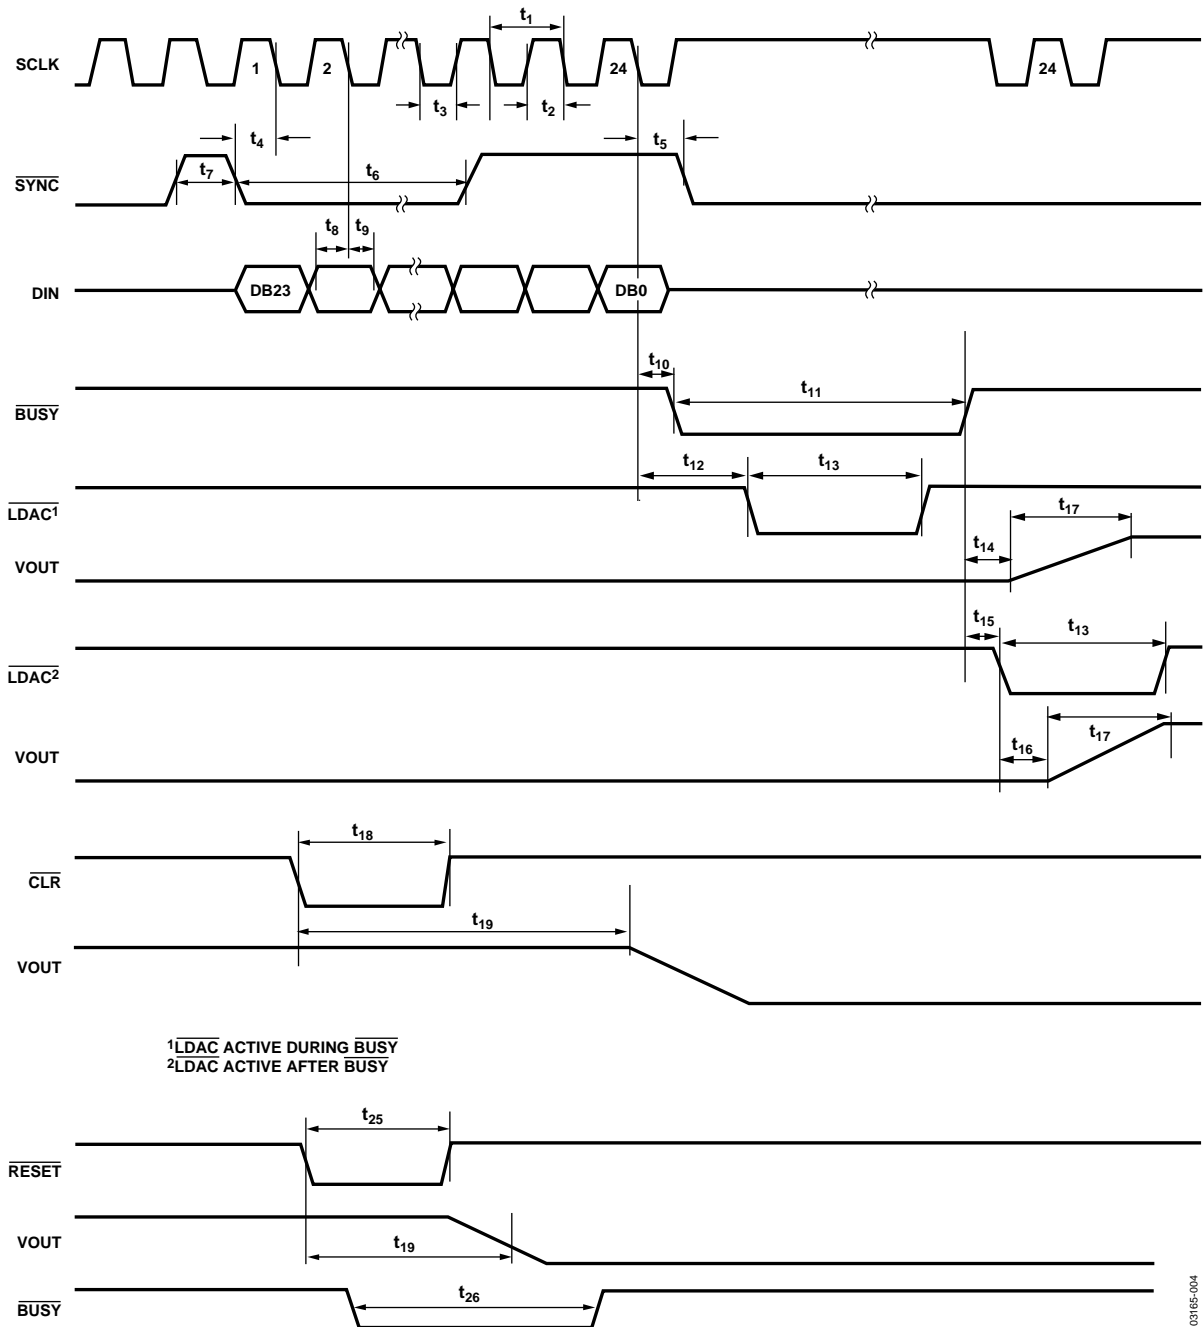 t1
SCLK
1
2
24
24
t3
t2
t4
t5
t7
t6
SYNC
t8
t9
DIN
DB23
DB0
t10
t11
BUSY
t12
t13
LDAC1
t17
t14
VOUT
t15
t13
LDAC2
t17
t16
VOUT
t18
CLR
t19
VOUT
1LDAC ACTIVE DURING BUSY
2LDAC ACTIVE AFTER BUSY
t25
RESET
VOUT
t19
t26
BUSY
03165-004